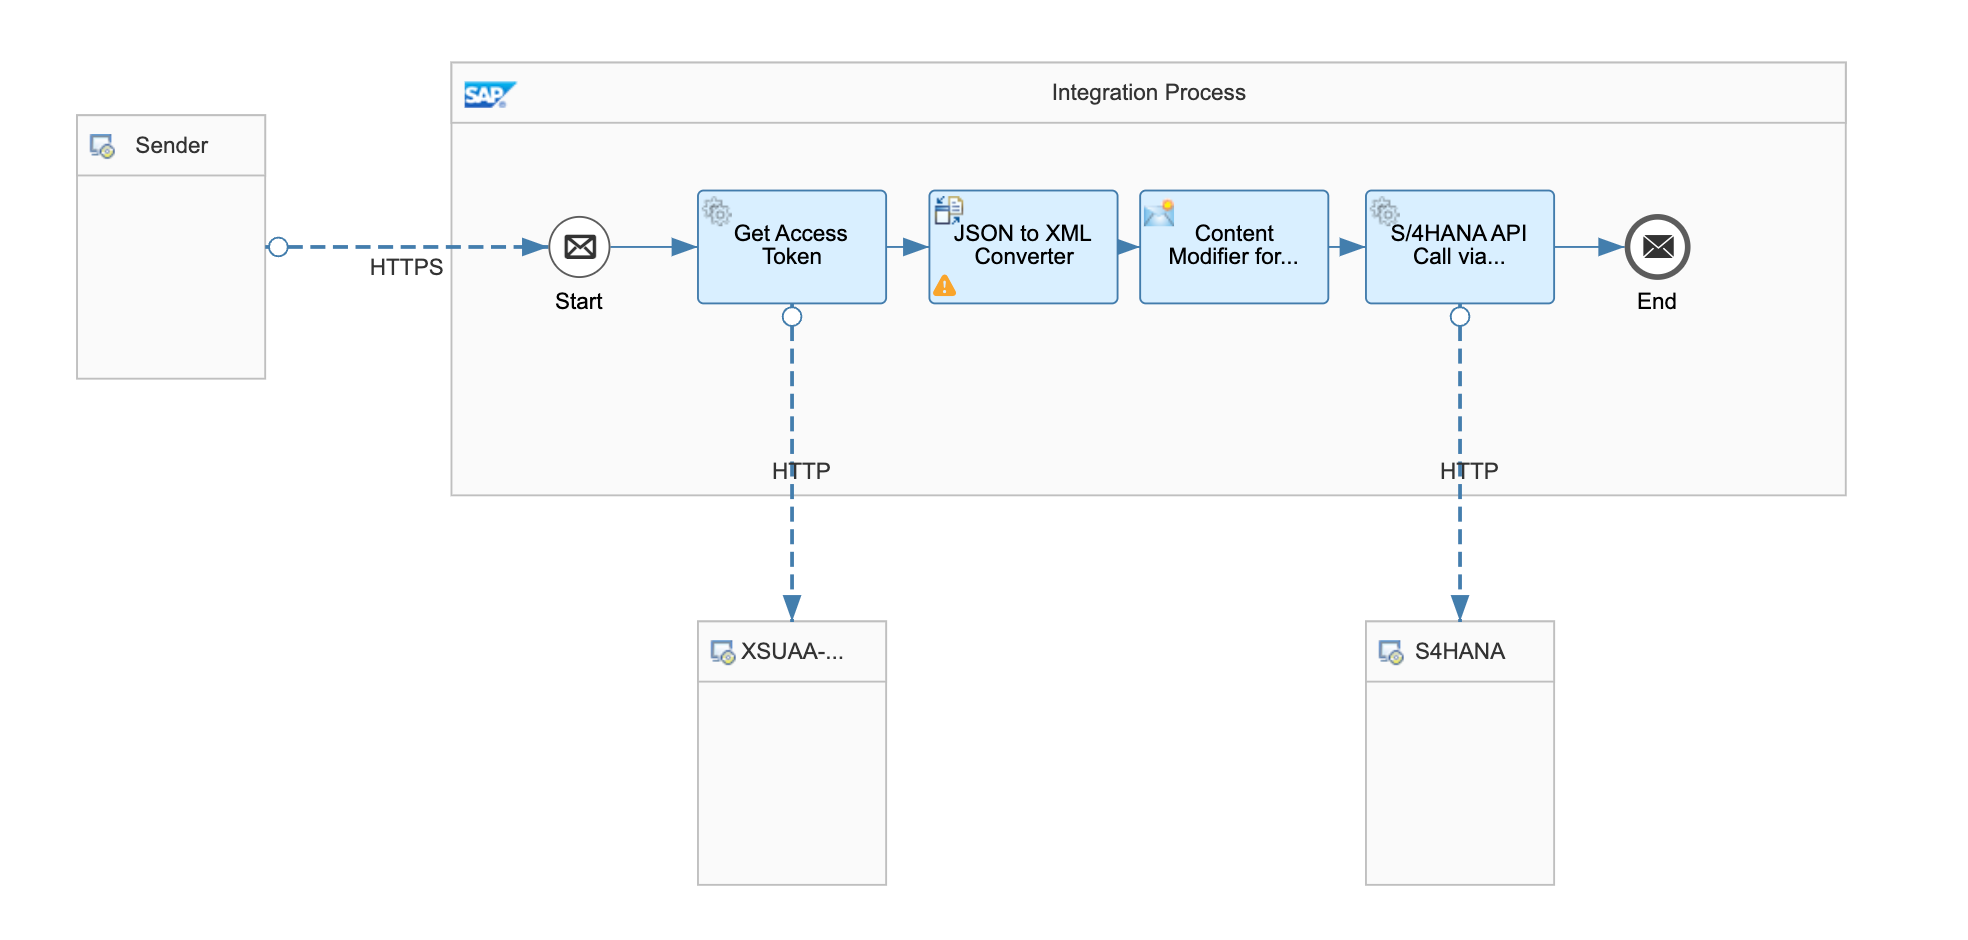 SAP
Integration Process
Sender
HTTPS
Start
Get Access
Token
JSON to XML
Converter
Content
Modifier for...
S/4HANA API
Call via...
End
HTTP
HTTP
XSUAA-...
S4HANA